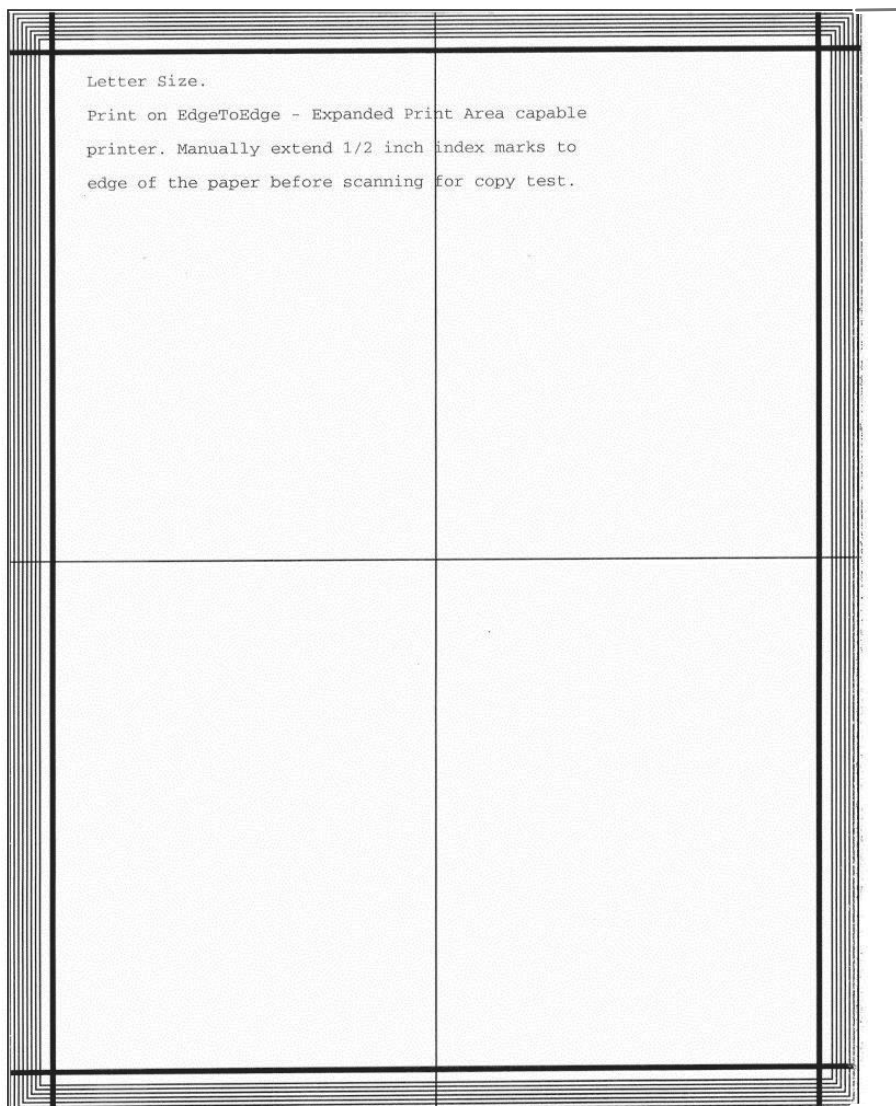 Letter Size.
Print on EdgeToEdge - Expanded Print Area capable
printer. Manually extend 1/2 inch index marks to
edge of the paper before scanning for copy test.